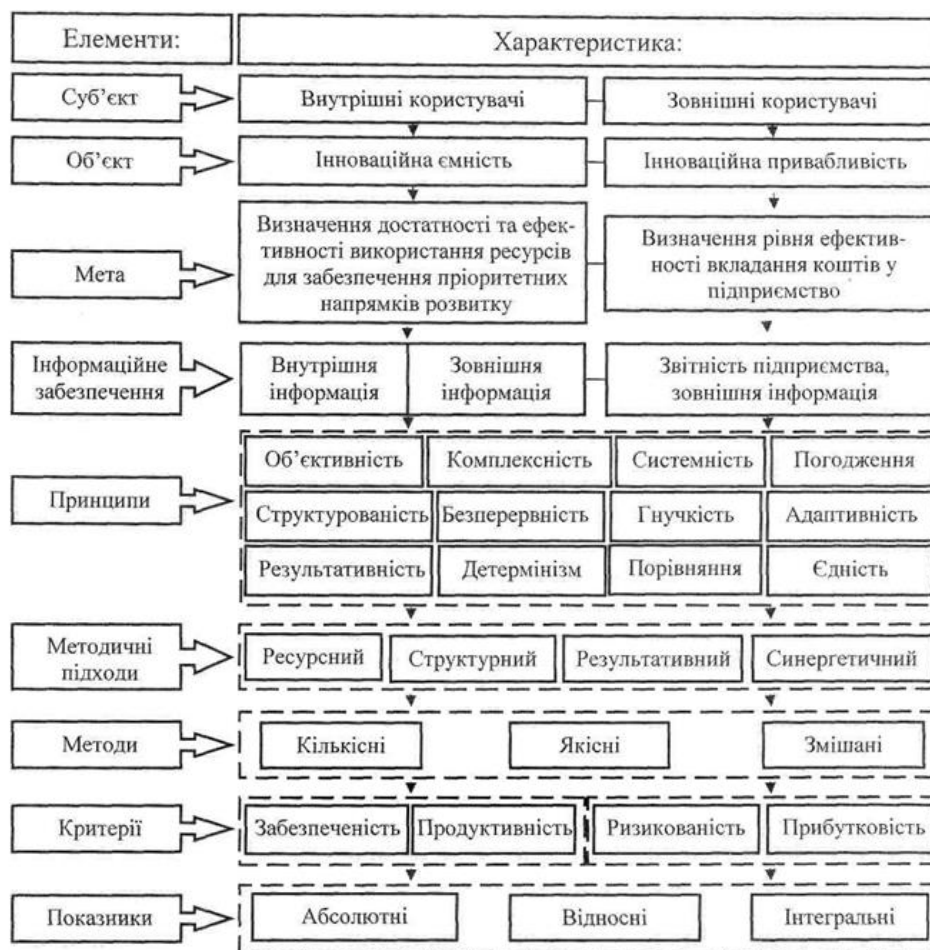 Елементи:
Характеристика:
Суб’єкт
Внутрішні користувачі
Зовнішні користувачі
Об’єкт
Інноваційна ємність
Інноваційна привабливість
Мета
Визначення достатності та ефек-
тивності використання ресурсів
для забезпечення пріоритетних
напрямків розвитку
Визначення рівня ефектив-
ності вкладання коштів у
підприємство
Інформаційне
забезпечення
Внутрішня
інформація
Зовнішня
інформація
Звітність підприємства,
зовнішня інформація
Принципи
Об’єктивність
Комплексність
Системність
Погодження
Структурованість
Безперервність
Гнучкість
Адаптивність
Результативність
Детермінізм
Порівняння
Єдність
Методичні
підходи
Ресурсний
Структурний
Результативний
Синергетичний
Методи
Кількісні
Якісні
Змішані
Критерії
Забезпеченість
Продуктивність
Ризикованість
Прибутковість
Показники
Абсолютні
Відносні
Інтегральні